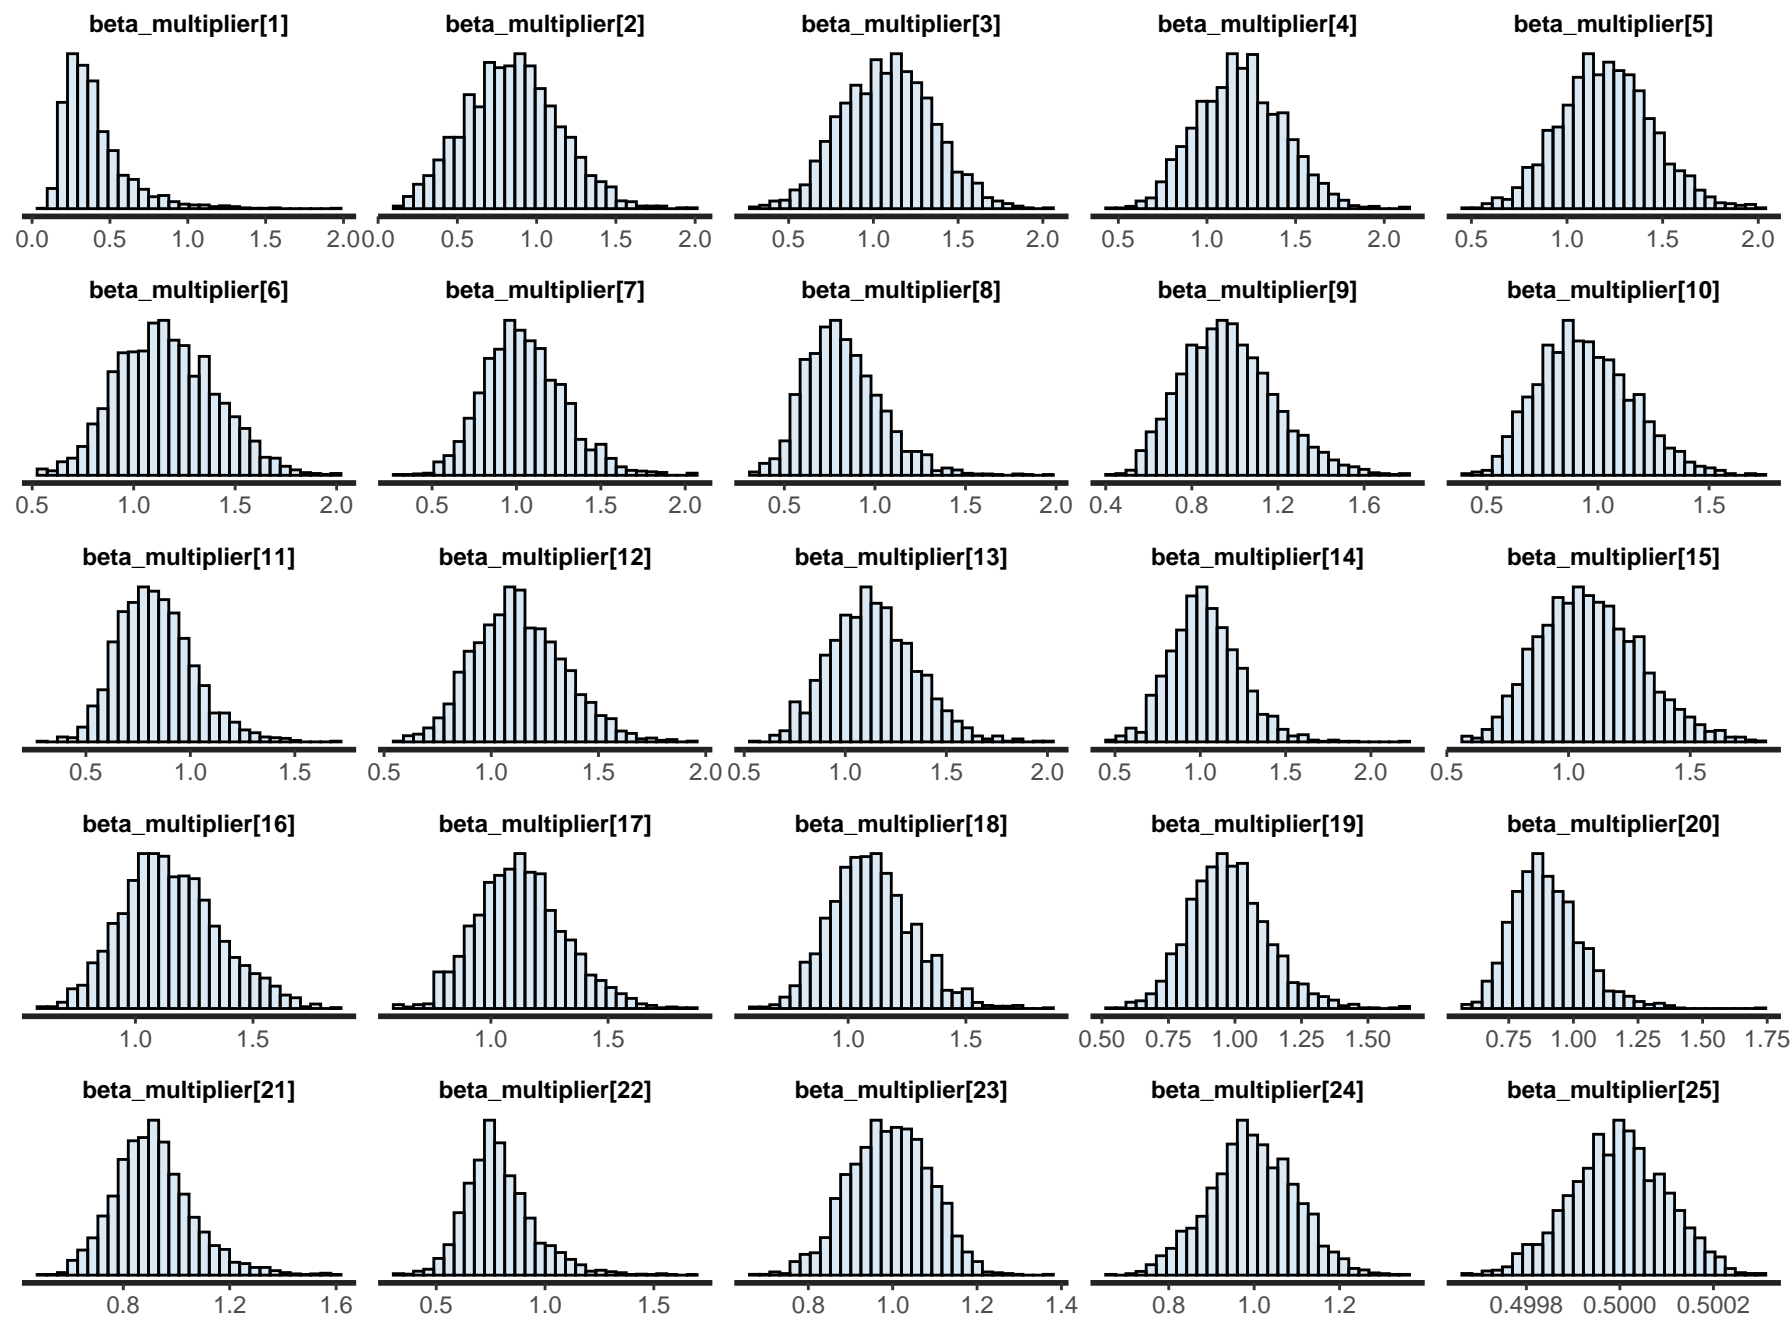 beta_multiplier[1] beta_multiplier[2] beta_multiplier[3] beta_multiplier[4] beta_multiplier[5]
0.0 0.5 1.0 1.5 2.0 0.0 0.5 1.0 1.5 2.0 0.5 1.0 1.5 2.0 0.5 1.0 1.5 2.0 0.5 1.0 1.5 2.0
beta_multiplier[6] beta_multiplier[7] beta_multiplier[8] beta_multiplier[9] beta_multiplier[10]
0.5 1.0 1.5 2.0 0.5 1.0 1.5 2.0 0.5 1.0 1.5 2.0 0.4 0.8 1.2 1.6 0.5 1.0 1.5
beta_multiplier[11] beta_multiplier[12] beta_multiplier[13] beta_multiplier[14] beta_multiplier[15]
0.5 1.0 1.5 0.5 1.0 1.5 2.0 0.5 1.0 1.5 2.0 0.5 1.0 1.5 2.0 0.5 1.0 1.5
beta_multiplier[16] beta_multiplier[17] beta_multiplier[18] beta_multiplier[19] beta_multiplier[20]
1.0 1.5 1.0 1.5 1.0 1.5 0.50 0.75 1.00 1.25 1.50 0.75 1.00 1.25 1.50 1.75
beta_multiplier[21] beta_multiplier[22] beta_multiplier[23] beta_multiplier[24] beta_multiplier[25]
0.8 1.2 1.6 0.5 1.0 1.5 0.8 1.0 1.2 1.4 0.8 1.0 1.2 0.4998 0.5000 0.5002